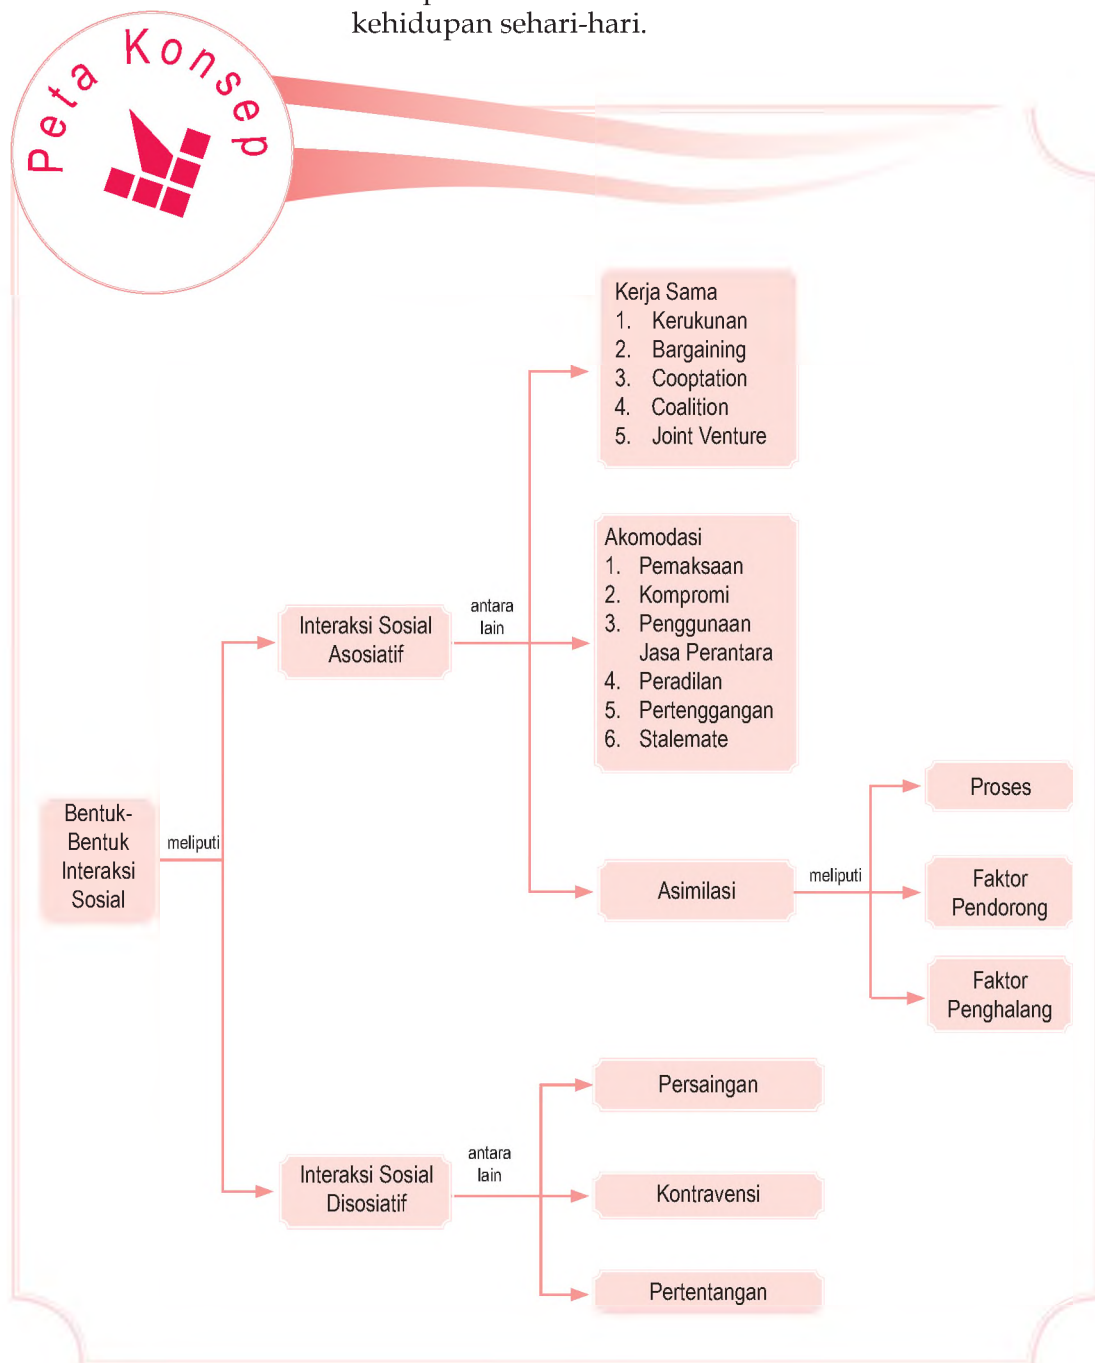 kehidupan sehari-hari.
Peta Konsep
Kerja Sama
1. Kerukunan
2. Bargaining
3. Cooptation
4. Coalition
5. Joint Venture
Akomodasi
1. Pemaksaan
2. Kompromi
3. Penggunaan
Jasa Perantara
4. Peradilan
5. Pertenggangan
6. Stalemate
antara
lain
Interaksi Sosial
Asosiatif
Bentuk-
Bentuk
Interaksi
Sosial
meliputi
Asimilasi
meliputi
Proses
Faktor
Pendorong
Faktor
Penghalang
Interaksi Sosial
Disosiatif
antara
lain
Persaingan
Kontravensi
Pertentangan